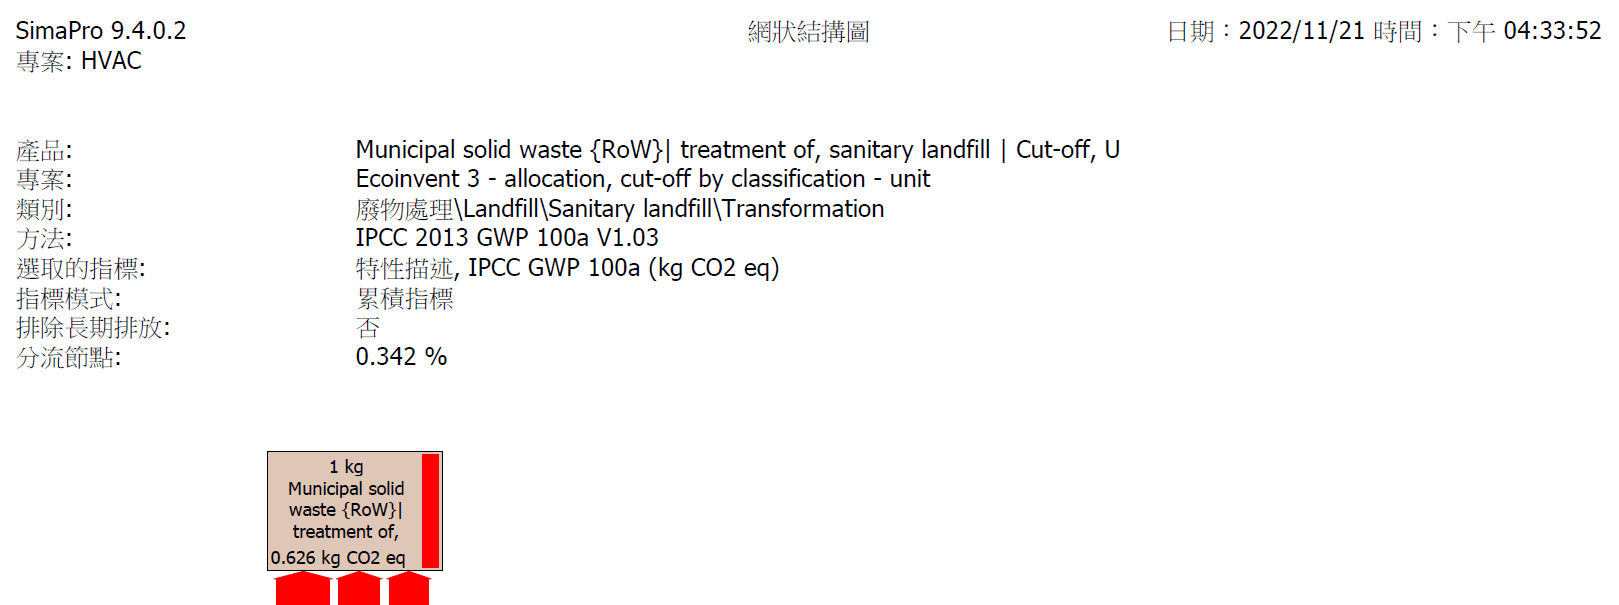 SimaPro 9.4.0.2 網狀結搆圖 日期：2022/11/21 時間：下午 04:33:52
專案: HVAC
產品: Municipal solid waste {RoW}| treatment of, sanitary landfill | Cut-off, U
專案: Ecoinvent 3 - allocation, cut-off by classification - unit
類別: 廢物處理\Landfill\Sanitary landfill\Transformation
方法: IPCC 2013 GWP 100a V1.03
選取的指標: 特性描述, IPCC GWP 100a (kg CO2 eq)
指標模式: 累積指標
排除長期排放: 否
分流節點: 0.342 %
1 kg
Municipal solid
waste {RoW}|
treatment of,
0.626 kg CO2 eq